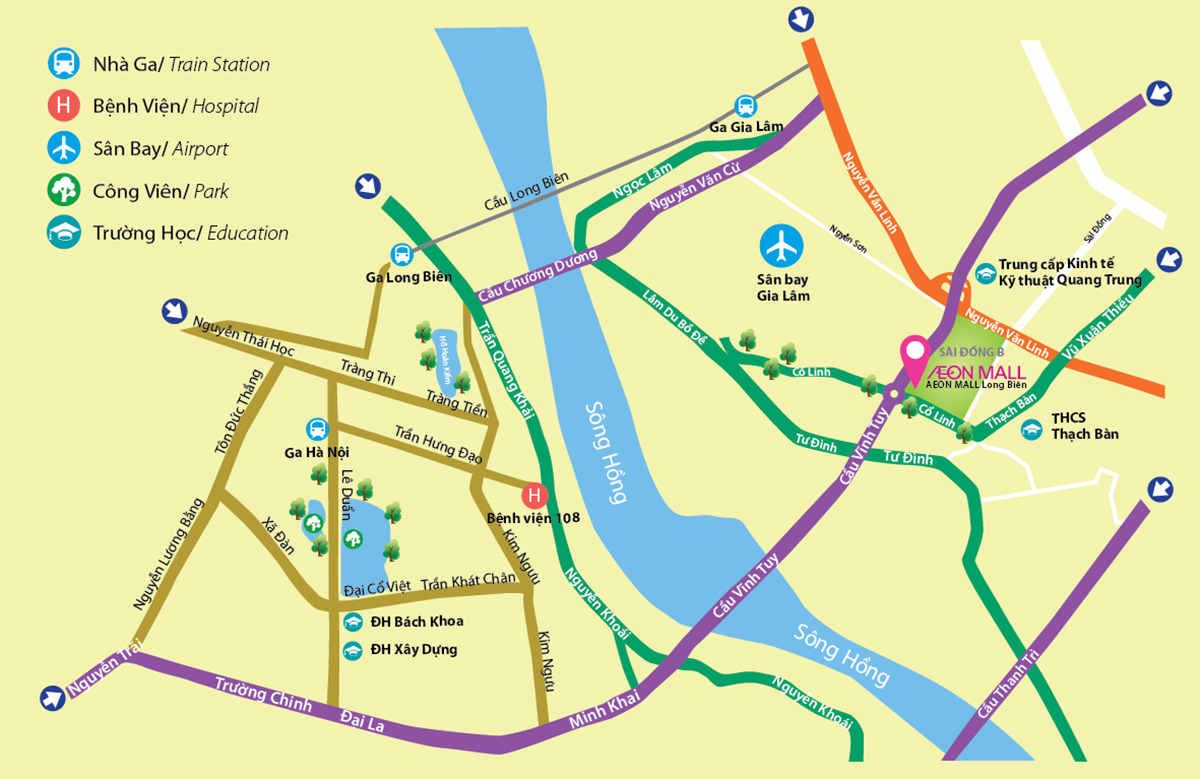 Nhà Ga/ Train Station
Bệnh Viện/ Hospital
Sân Bay/ Airport
Công Viên/ Park
Trường Học/ Education
Ga Gia Lâm
Ngọc Lâm
Nguyễn Văn Cừ
Nguyễn Văn Linh
Cầu Long Biên
Ga Long Biên
Cầu Chương Dương
Sân bay
Gia Lâm
Nguyễn Sơn
Sài Đồng
Trung cấp Kinh tế
Kỹ thuật Quang Trung
Nguyễn Văn Linh
Vũ Xuân Thiều
Nguyễn Thái Học
Trần Quang Khải
Hồ Hoàn Kiếm
Lâm Du Bồ Đề
Cổ Linh
SÀI ĐỒNG B
ÆON MALL
AEON MALL Long Biên
Cổ Linh
Thạch Bàn
THCS
Thạch Bàn
Tràng Thi
Tràng Tiền
Tôn Đức Thắng
Trần Hưng Đạo
Ga Hà Nội
Lê Duẩn
Sông Hồng
Tư Đình
Tư Đình
Cầu Vĩnh Tuy
Bệnh viện 108
Xã Đàn
Nguyễn Lương Bằng
Kim Ngưu
Đại Cồ Việt
Trần Khát Chân
Nguyễn Khoái
Cầu Vĩnh Tuy
ĐH Bách Khoa
ĐH Xây Dựng
Kim Ngưu
Sông Hồng
Nguyễn Trãi
Trường Chinh
Đại La
Minh Khai
Nguyễn Khoái
Cầu Thanh Trì